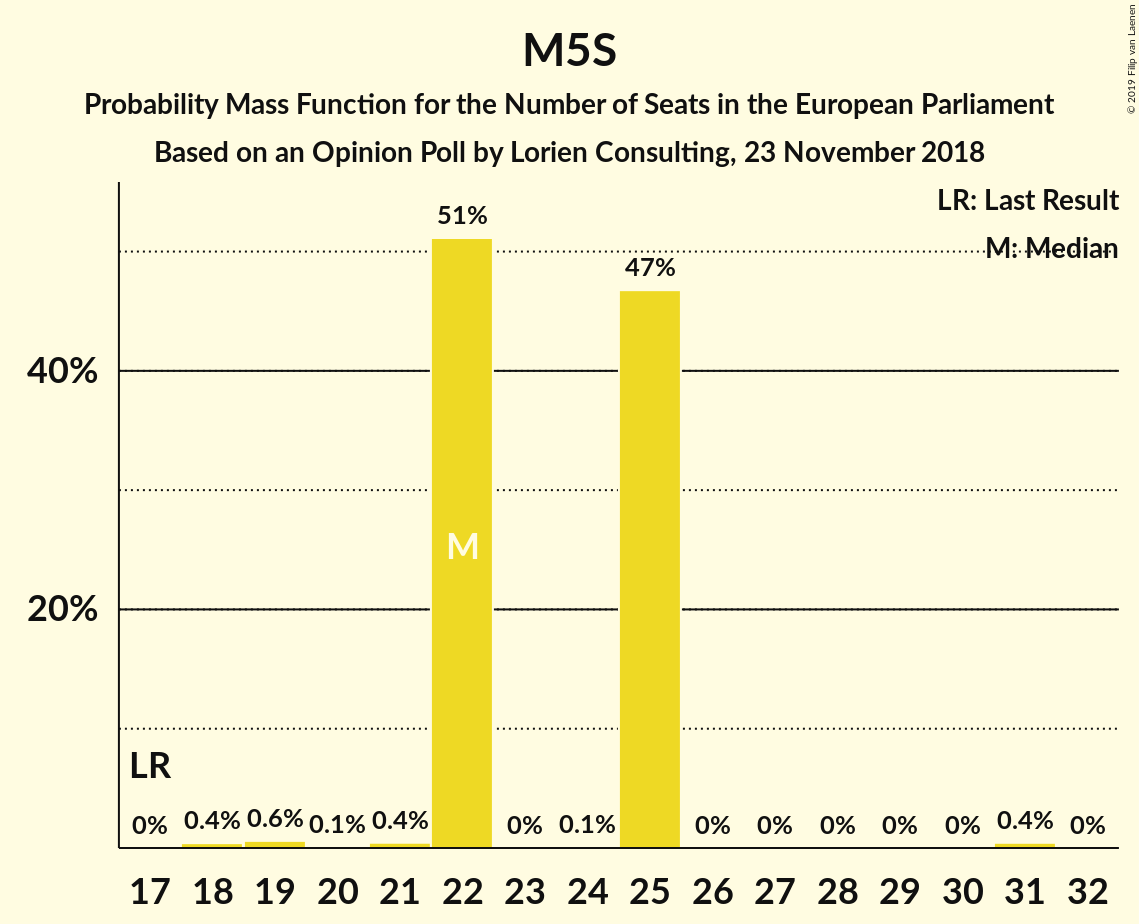 M5S
Probability Mass Function for the Number of Seats in the European Parliament
Based on an Opinion Poll by Lorien Consulting, 23 November 2018
© 2019 Filip van Laenen
LR: Last Result
M: Median
51%
47%
40%
M
20%
LR
0% 0.4% 0.6% 0.1% 0.4% 0% 0.1% 0% 0% 0% 0% 0% 0.4% 0%
17 18 19 20 21 22 23 24 25 26 27 28 29 30 31 32